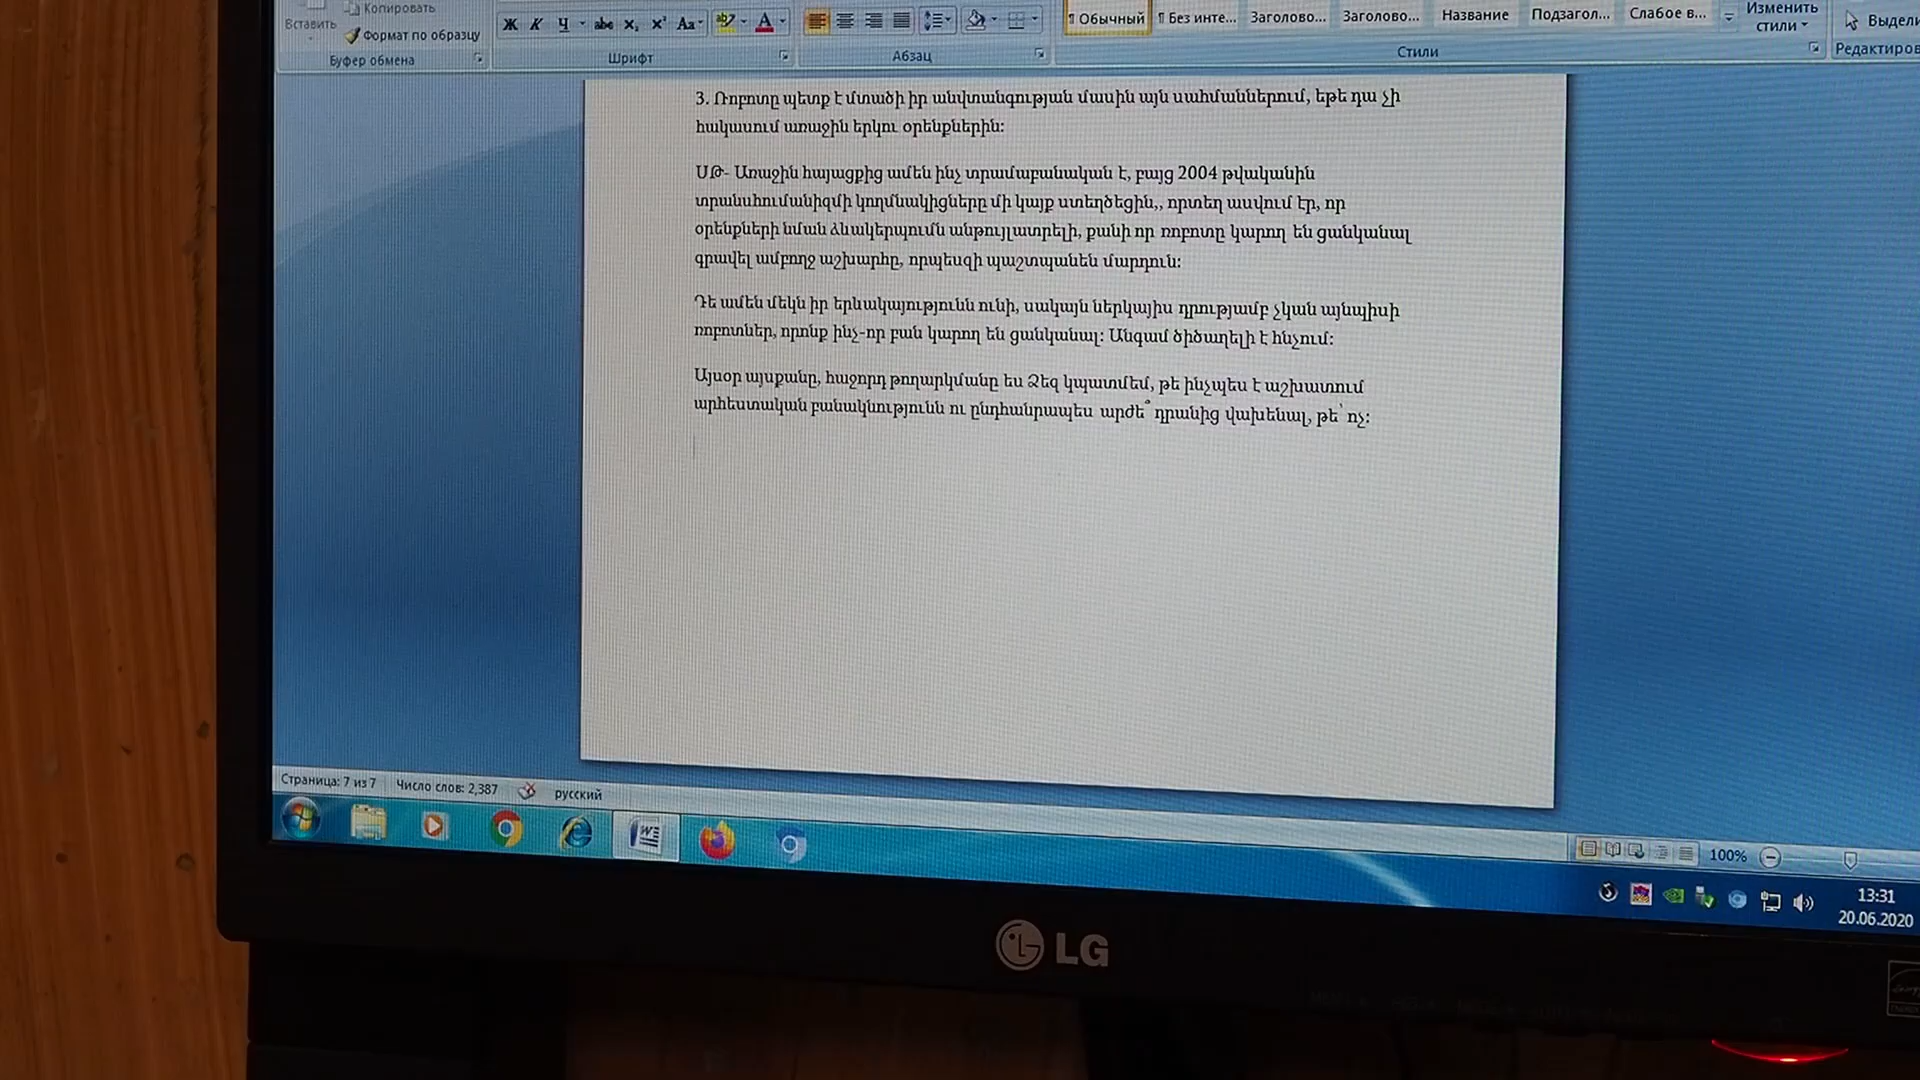 Вставить
Копировать
Формат по образцу
Буфер обмена
Ж К Ч abc x₂ x² Aa
Шрифт
Абзац
¶ Обычный
¶ Без инте...
Заголово...
Заголово...
Название
Подзагол...
Слабое в...
Изменить
стили
Стили
3. Ռոբոտը պետք է մտածի իր անվտանգության մասին այն սահմաններում, եթե դա չի
հակասում առաջին երկու օրենքներին:
ՍԹ- Առաջին հայացքից ամեն ինչ տրամաբանական է, բայց 2004 թվականին
տրանսհումանիզմի կողմնակիցները մի կայք ստեղծեցին,, որտեղ ասվում էր, որ
օրենքների նման ձևակերպումն անթույլատրելի, քանի որ ռոբոտը կարող են ցանկանալ
գրավել ամբողջ աշխարհը, որպեսզի պաշտպանեն մարդուն:
Դե ամեն մեկն իր երևակայությունն ունի, սակայն ներկայիս դրությամբ չկան այնպիսի
ռոբոտներ, որոնք ինչ-որ բան կարող են ցանկանալ: Անգամ ծիծաղելի է հնչում:
Այսօր այսքանը, հաջորդ թողարկմանը ես Ձեզ կպատմեմ, թե ինչպես է աշխատում
արհեստական բանակնությունն ու ընդհանրապես արժե՞ դրանից վախենալ, թե՝ ոչ:
Страница: 7 из 7
Число слов: 2,387
русский
100%
13:31
20.06.2020
LG